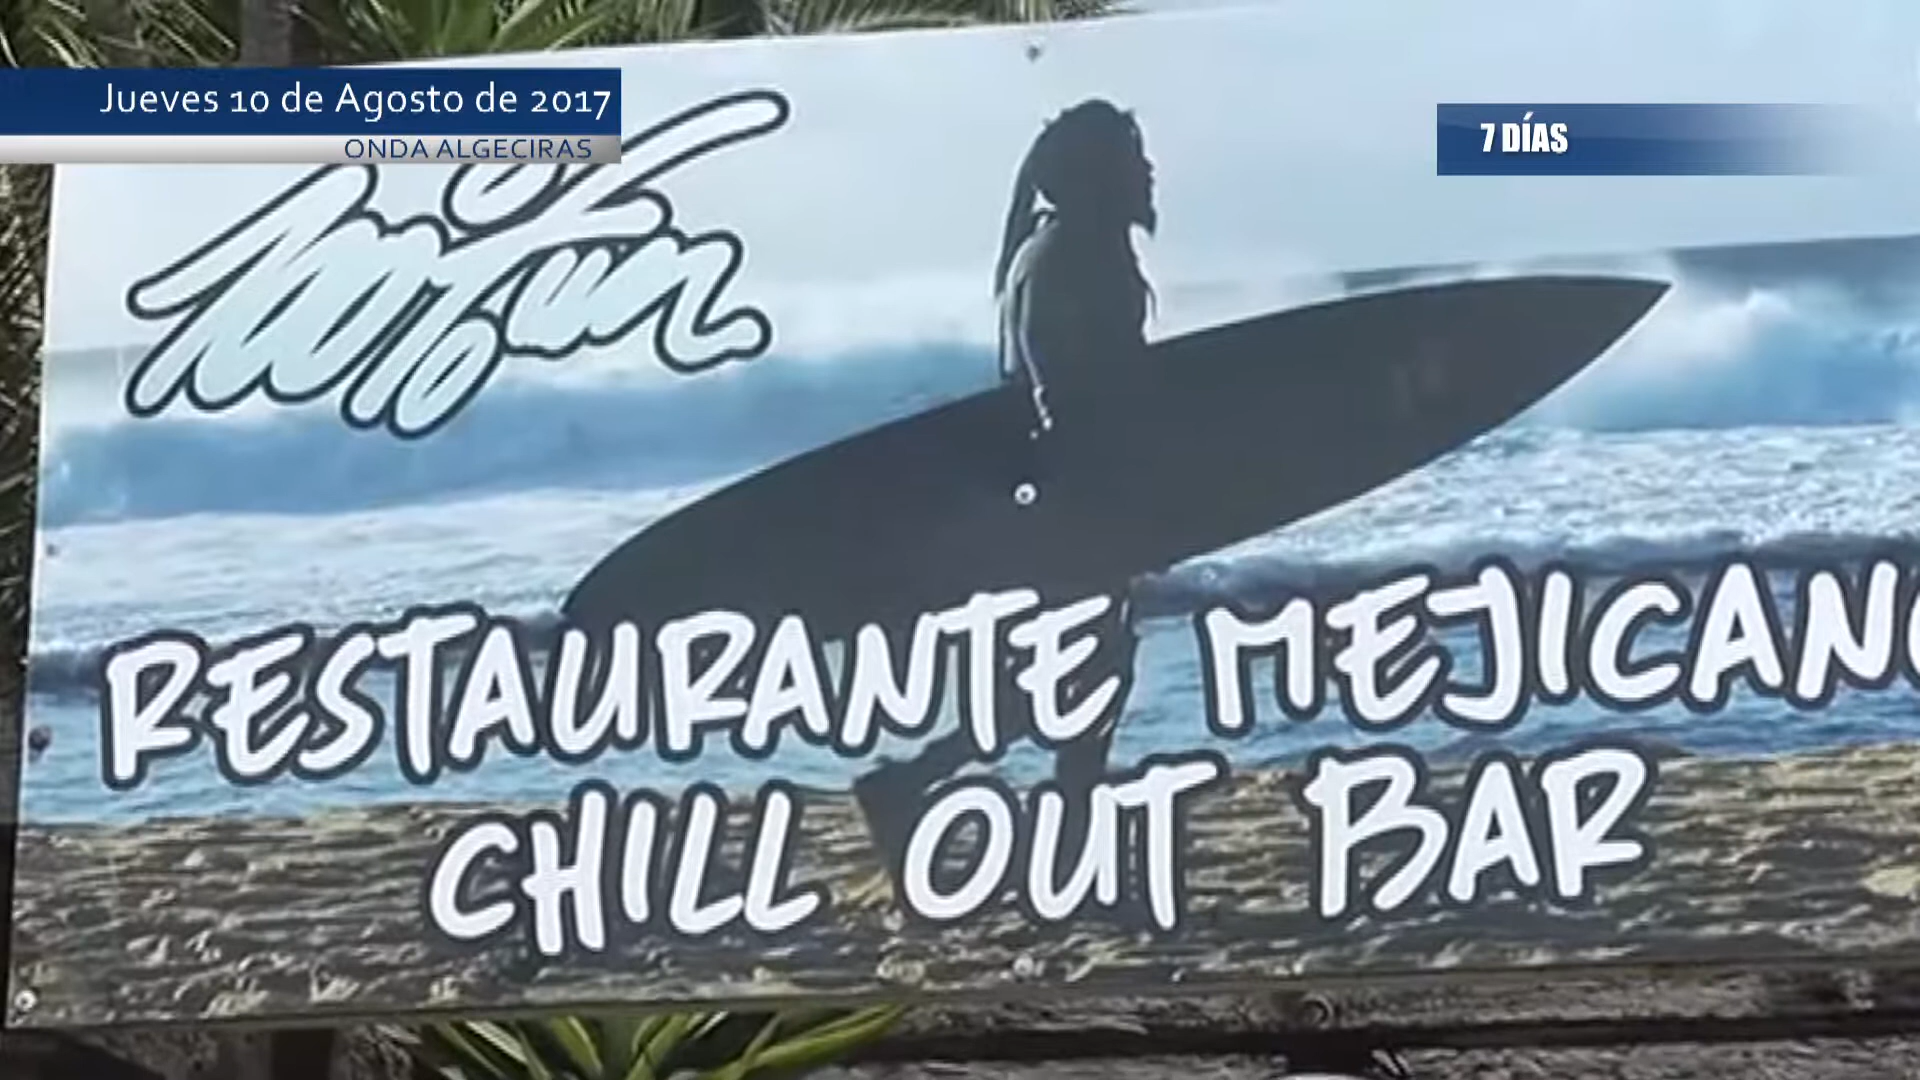 Jueves 10 de Agosto de 2017
ONDA ALGECIRAS
7 DÍAS
RESTAURANTE MEJICANO
CHILL OUT BAR